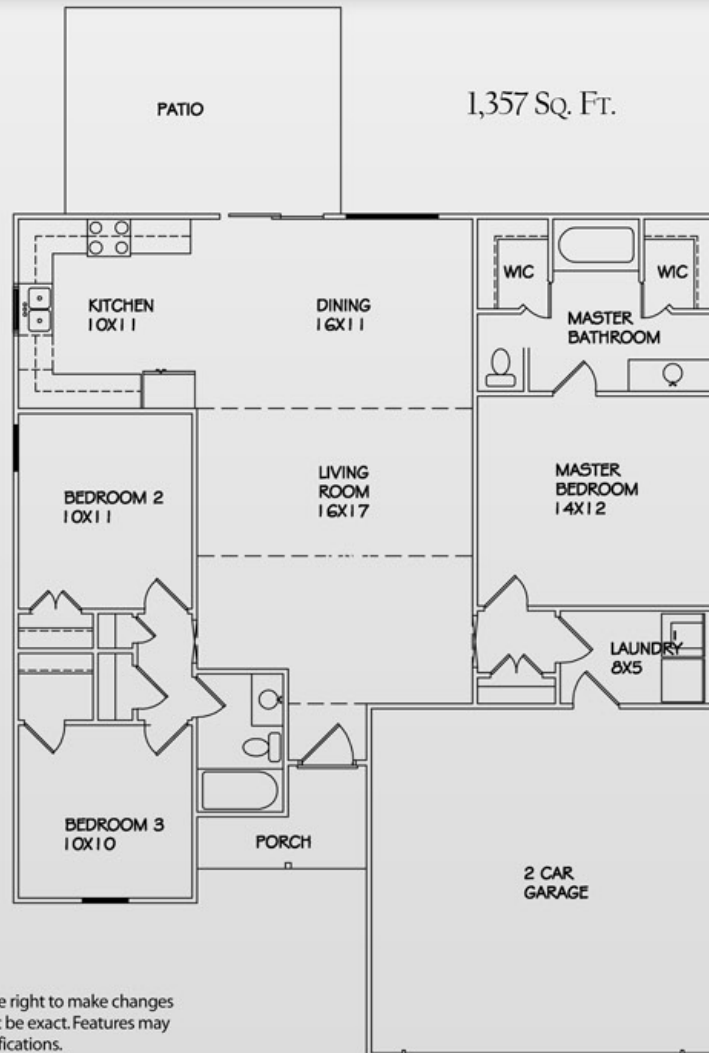 PATIO
1,357 SQ. FT.
KITCHEN
10X11
DINING
16X11
WIC
WIC
MASTER
BATHROOM
BEDROOM 2
10X11
LIVING
ROOM
16X17
MASTER
BEDROOM
14X12
LAUNDRY
8X5
BEDROOM 3
10X10
PORCH
2 CAR
GARAGE
e right to make changes
be exact. Features may
fications.